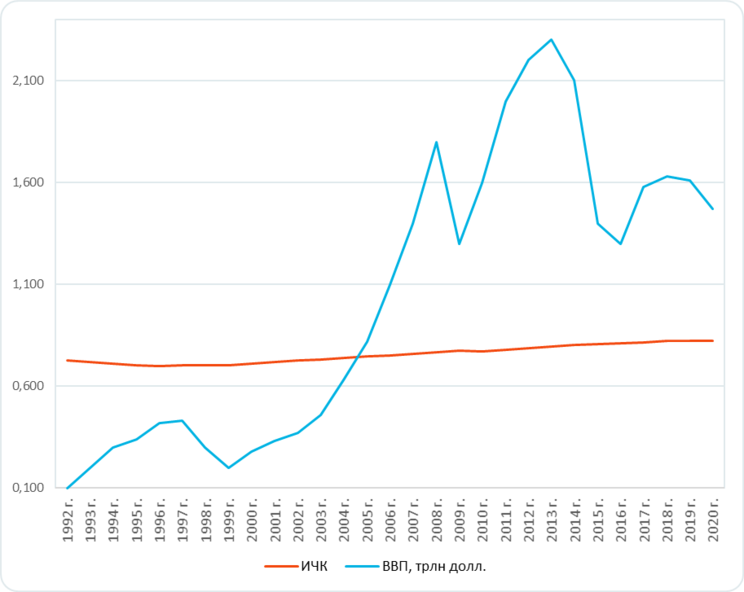 2,100
1,600
1,100
0,600
0,100
1992 г.
1993 г.
1994 г.
1995 г.
1996 г.
1997 г.
1998 г.
1999 г.
2000 г.
2001 г.
2002 г.
2003 г.
2004 г.
2005 г.
2006 г.
2007 г.
2008 г.
2009 г.
2010 г.
2011 г.
2012 г.
2013 г.
2014 г.
2015 г.
2016 г.
2017 г.
2018 г.
2019 г.
2020 г.
ИЧК ВВП, трлн долл.